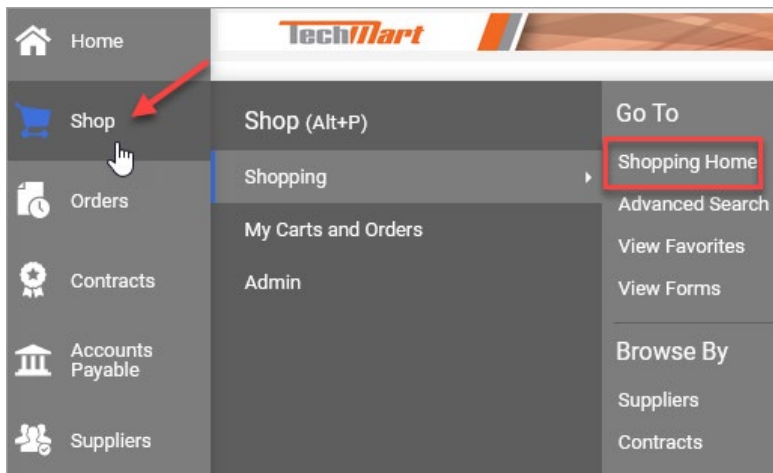 Home
TechMart
Shop
Shop (Alt+P)
Go To
Shopping
Shopping Home
Orders
Advanced Search
My Carts and Orders
View Favorites
Contracts
Admin
View Forms
Accounts
Payable
Browse By
Suppliers
Suppliers
Contracts